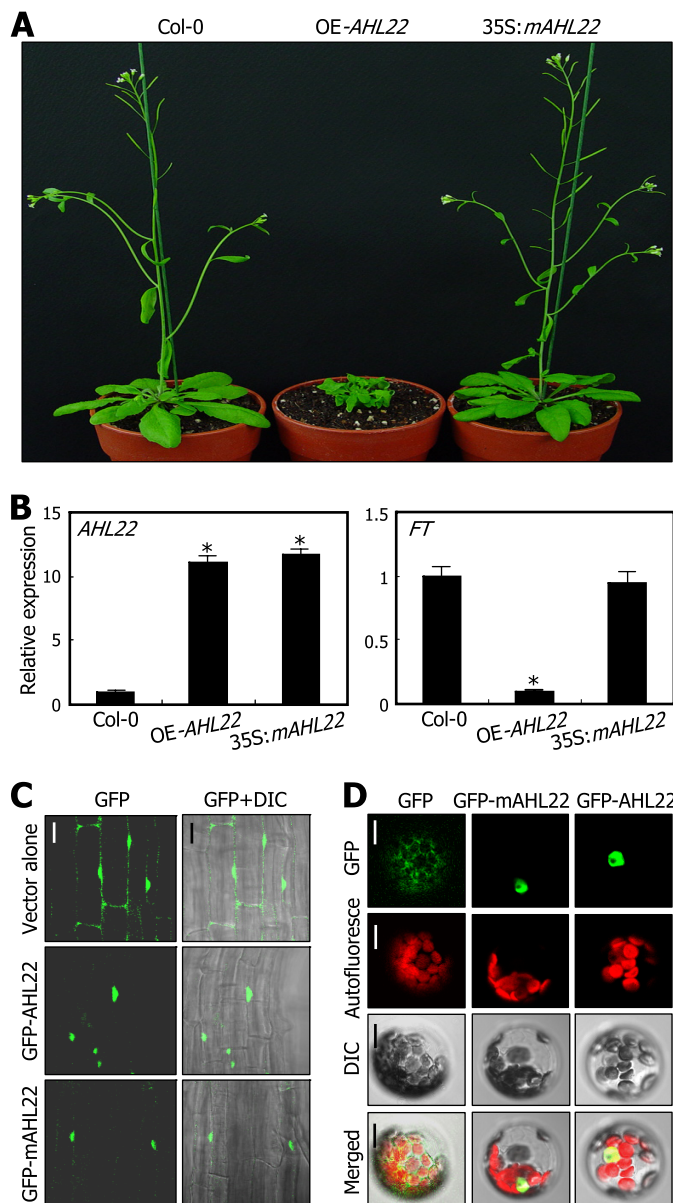 A
Col-0 OE-AHL22 35S:mAHL22
B
Relative expression
15
10
5
0
AHL22
*
*
Col-0
OE-AHL22
35S:mAHL22
1.5
1
0.5
0
FT
*
Col-0
OE-AHL22
35S:mAHL22
C
GFP GFP+DIC
Vector alone
GFP-AHL22
GFP-mAHL22
D
GFP GFP-mAHL22 GFP-AHL22
GFP
Autofluoresce
DIC
Merged